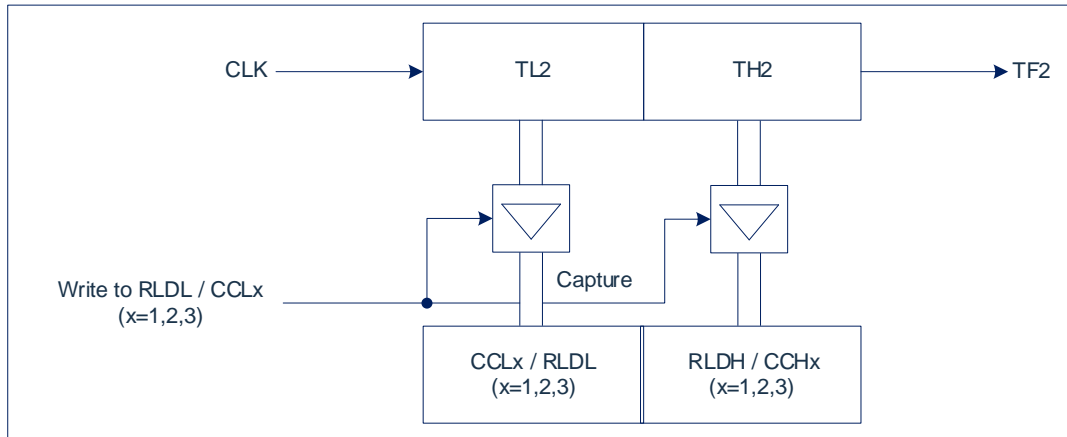 CLK
TL2
TH2
TF2
Capture
Write to RLDL / CCLx
(x=1,2,3)
CCLx / RLDL
(x=1,2,3)
RLDH / CCHx
(x=1,2,3)